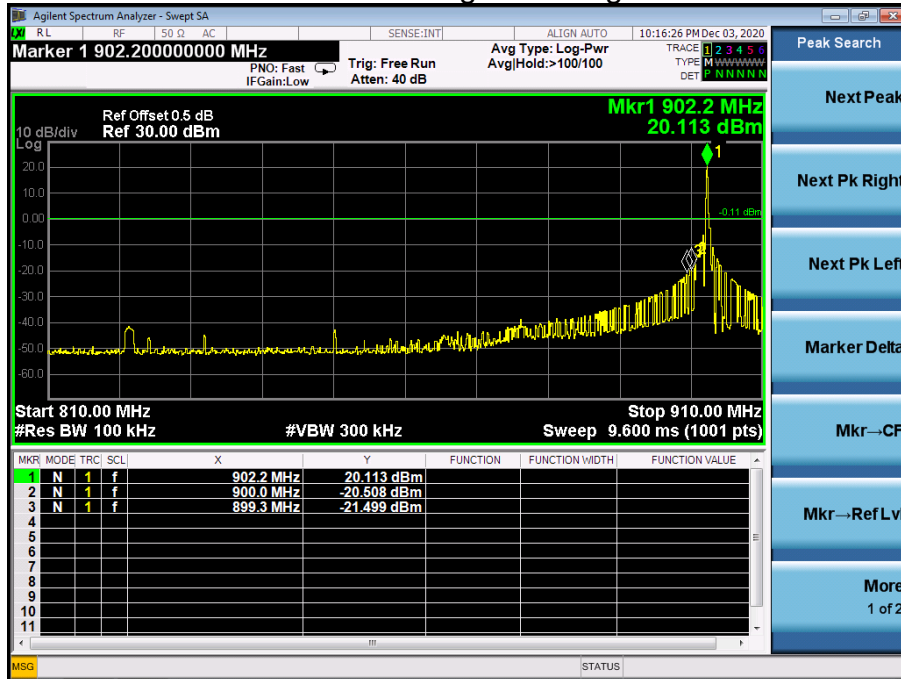 Agilent Spectrum Analyzer - Swept SA
LXI RL RF 50 Ω AC SENSE:INT ALIGN AUTO 10:16:26 PM Dec 03, 2020
Marker 1 902.200000000 MHz
PNO: Fast
IFGain:Low
Trig: Free Run
Atten: 40 dB
Avg Type: Log-Pwr
Avg|Hold:>100/100
TRACE 1 2 3 4 5 6
TYPE M WWWWW
DET P N N N N N
Peak Search
Mkr1 902.2 MHz
20.113 dBm
Ref Offset 0.5 dB
10 dB/div Ref 30.00 dBm
Log
1
20.0
10.0
0.00
-0.11 dBm
-10.0
-20.0
-30.0
-40.0
-50.0
-60.0
Start 810.00 MHz Stop 910.00 MHz
#Res BW 100 kHz #VBW 300 kHz Sweep 9.600 ms (1001 pts)
MKR MODE TRC SCL X Y FUNCTION FUNCTION WIDTH FUNCTION VALUE
1 N 1 f 902.2 MHz 20.113 dBm
2 N 1 f 900.0 MHz -20.508 dBm
3 N 1 f 899.3 MHz -21.499 dBm
4
5
6
7
8
9
10
11
MSG STATUS
Next Peak
Next Pk Right
Next Pk Left
Marker Delta
Mkr→CF
Mkr→Ref Lvl
More
1 of 2